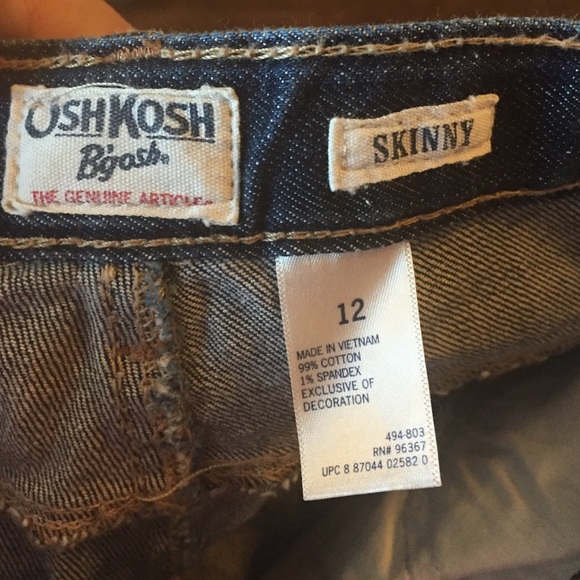 OSHKOSH
B'gosh®
THE GENUINE ARTICLE®
SKINNY
12
MADE IN VIETNAM
99% COTTON
1% SPANDEX
EXCLUSIVE OF
DECORATION
494-803
RN# 96367
UPC 8 87044 02582 0